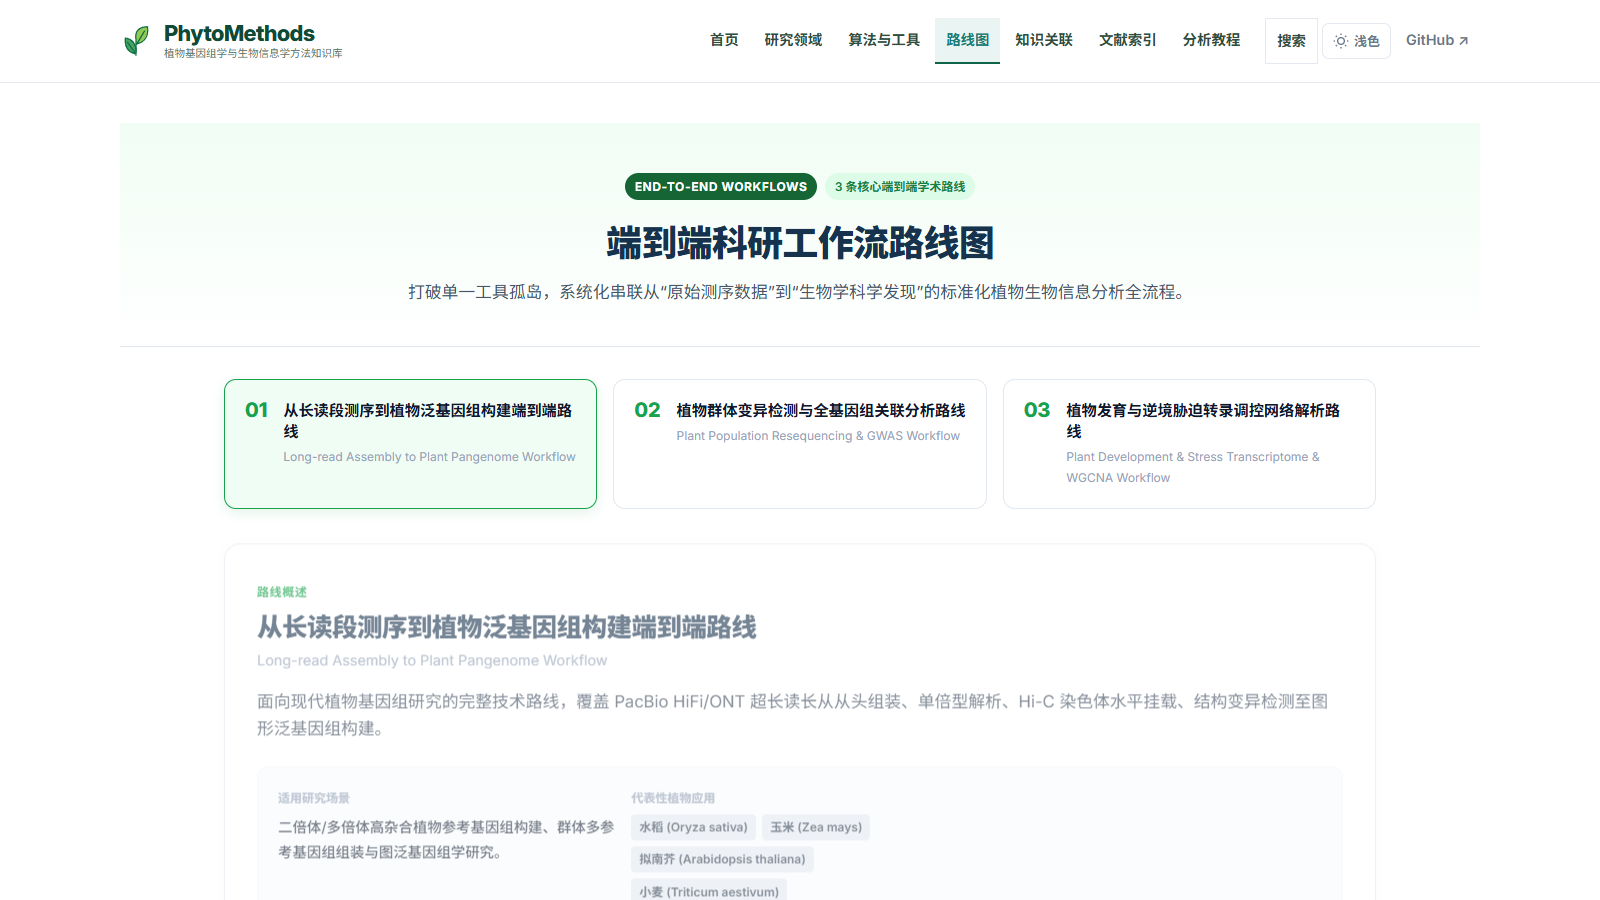 PhytoMethods
植物基因组学与生物信息学方法知识库
首页 研究领域 算法与工具 路线图 知识关联 文献索引 分析教程 搜索 浅色 GitHub ↗
END-TO-END WORKFLOWS 3 条核心端到端学术路线
端到端科研工作流路线图
打破单一工具孤岛，系统化串联从“原始测序数据”到“生物学科学发现”的标准化植物生物信息分析全流程。
01 从长读段测序到植物泛基因组构建端到端路
线
Long-read Assembly to Plant Pangenome Workflow
02 植物群体变异检测与全基因组关联分析路线
Plant Population Resequencing & GWAS Workflow
03 植物发育与逆境胁迫转录调控网络解析路
线
Plant Development & Stress Transcriptome &
WGCNA Workflow
路线概述
从长读段测序到植物泛基因组构建端到端路线
Long-read Assembly to Plant Pangenome Workflow
面向现代植物基因组研究的完整技术路线，覆盖 PacBio HiFi/ONT 超长读长从从头组装、单倍型解析、Hi-C 染色体水平挂载、结构变异检测至图
形泛基因组构建。
适用研究场景
二倍体/多倍体高杂合植物参考基因组构建、群体多参
考基因组组装与图泛基因组学研究。
代表性植物应用
水稻 (Oryza sativa) 玉米 (Zea mays)
拟南芥 (Arabidopsis thaliana)
小麦 (Triticum aestivum)